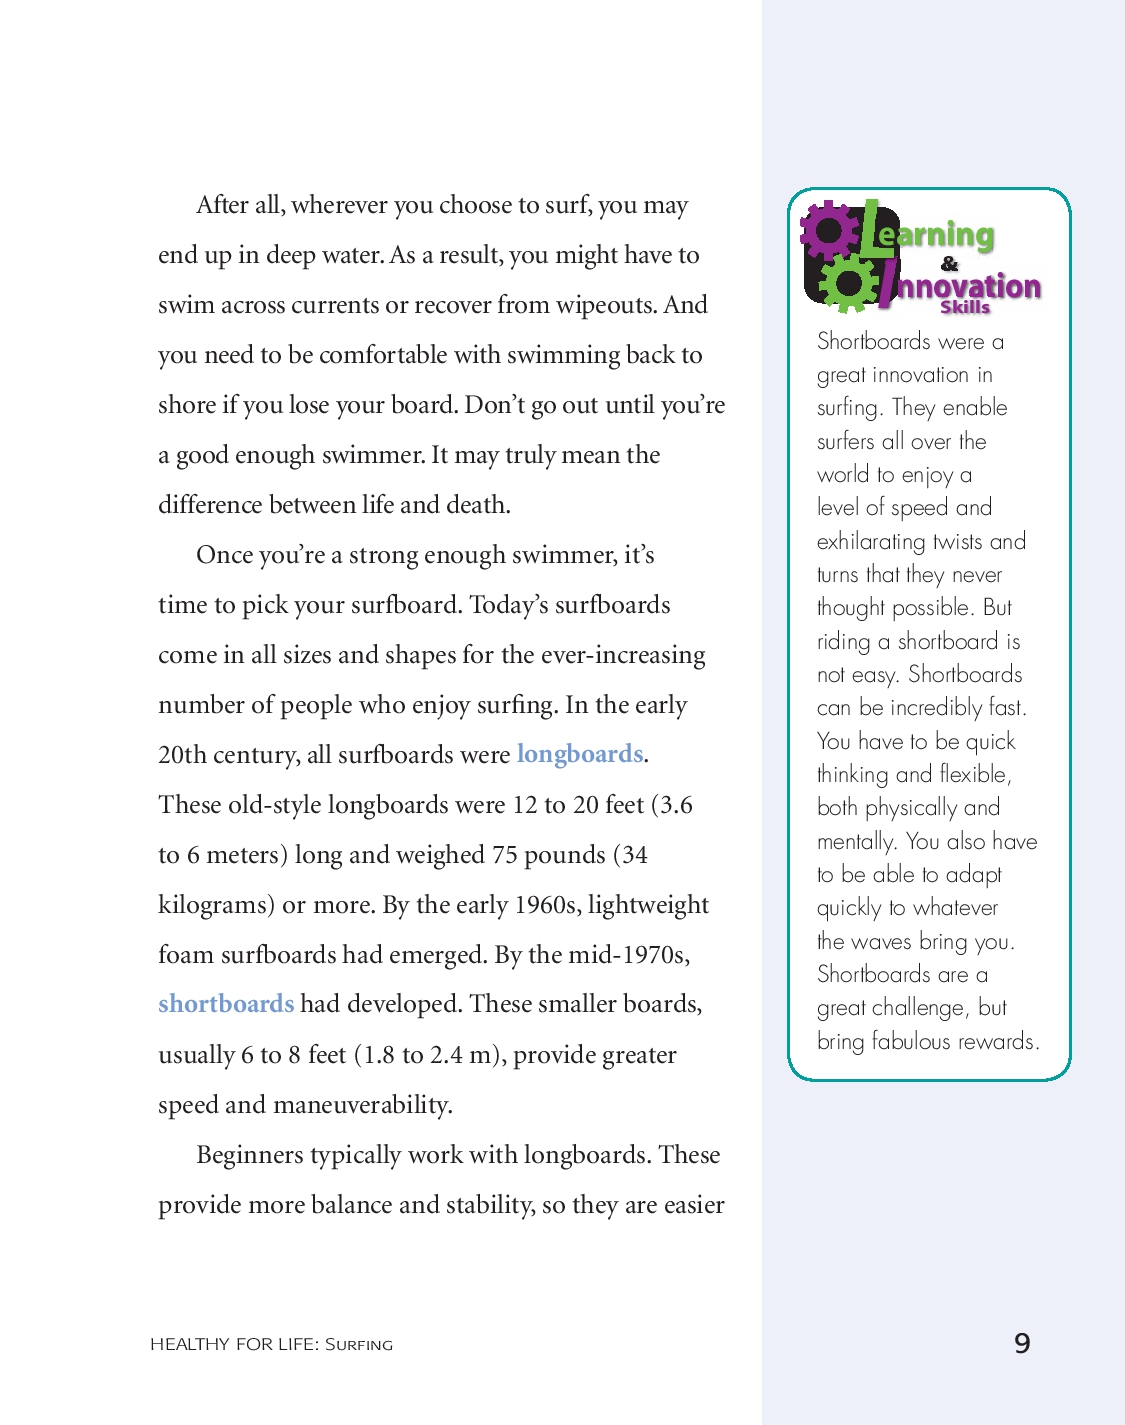 After all, wherever you choose to surf, you may
end up in deep water. As a result, you might have to
swim across currents or recover from wipeouts. And
you need to be comfortable with swimming back to
shore if you lose your board. Don’t go out until you’re
a good enough swimmer. It may truly mean the
difference between life and death.
Once you’re a strong enough swimmer, it’s
time to pick your surfboard. Today’s surfboards
come in all sizes and shapes for the ever-increasing
number of people who enjoy surfing. In the early
20th century, all surfboards were longboards.
These old-style longboards were 12 to 20 feet (3.6
to 6 meters) long and weighed 75 pounds (34
kilograms) or more. By the early 1960s, lightweight
foam surfboards had emerged. By the mid-1970s,
shortboards had developed. These smaller boards,
usually 6 to 8 feet (1.8 to 2.4 m), provide greater
speed and maneuverability.
Beginners typically work with longboards. These
provide more balance and stability, so they are easier
Learning
&
Innovation
Skills
Shortboards were a
great innovation in
surfing. They enable
surfers all over the
world to enjoy a
level of speed and
exhilarating twists and
turns that they never
thought possible. But
riding a shortboard is
not easy. Shortboards
can be incredibly fast.
You have to be quick
thinking and flexible,
both physically and
mentally. You also have
to be able to adapt
quickly to whatever
the waves bring you.
Shortboards are a
great challenge, but
bring fabulous rewards.
HEALTHY FOR LIFE: SURFING
9